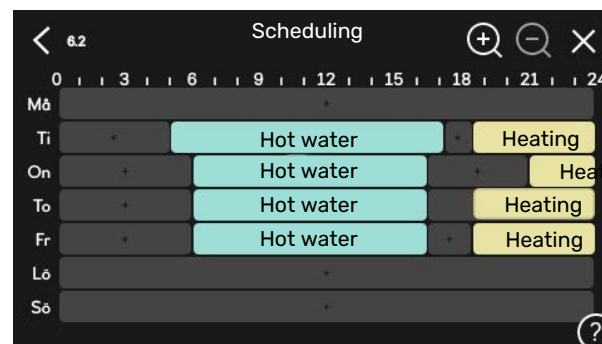 6.2 Scheduling
0 3 6 9 12 15 18 21 24
Må
Ti Hot water Heating
On Hot water Hea
To Hot water Heating
Fr Hot water Heating
Lö
Sö
?